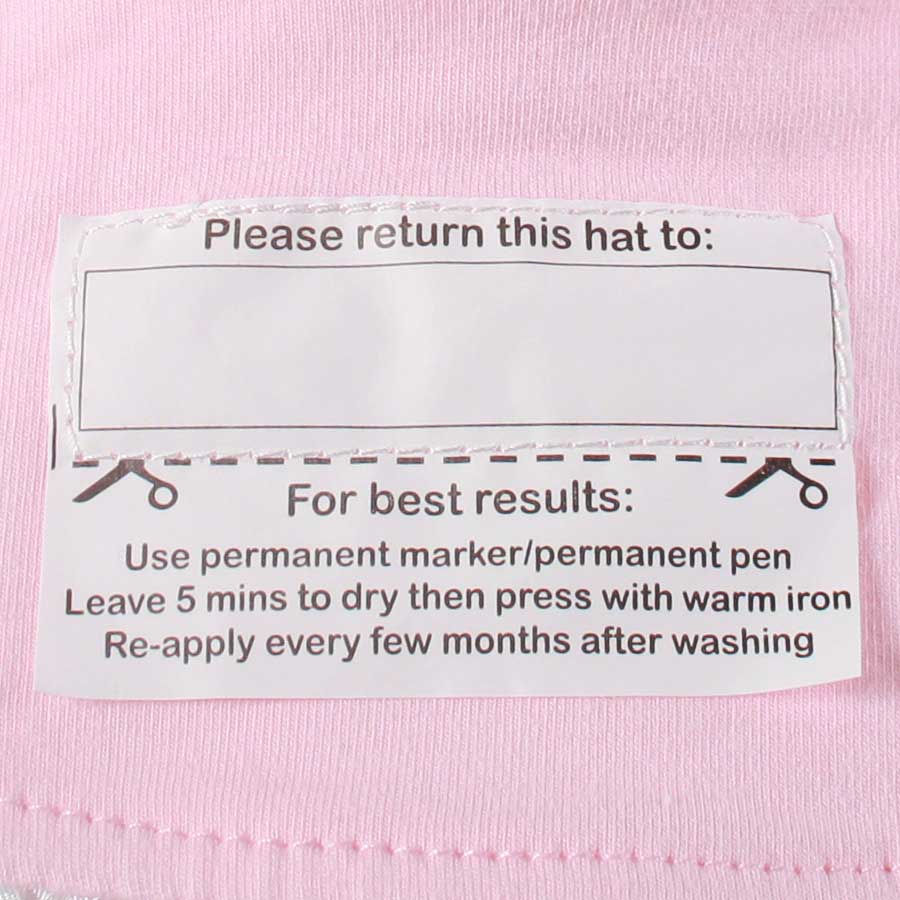 Please return this hat to:
For best results:
Use permanent marker/permanent pen
Leave 5 mins to dry then press with warm iron
Re-apply every few months after washing